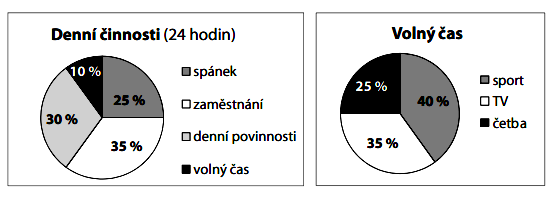 Denní činnosti (24 hodin)
10 %
25 %
30 %
35 %
spánek
zaměstnání
denní povinnosti
volný čas
Volný čas
25 %
40 %
35 %
sport
TV
četba